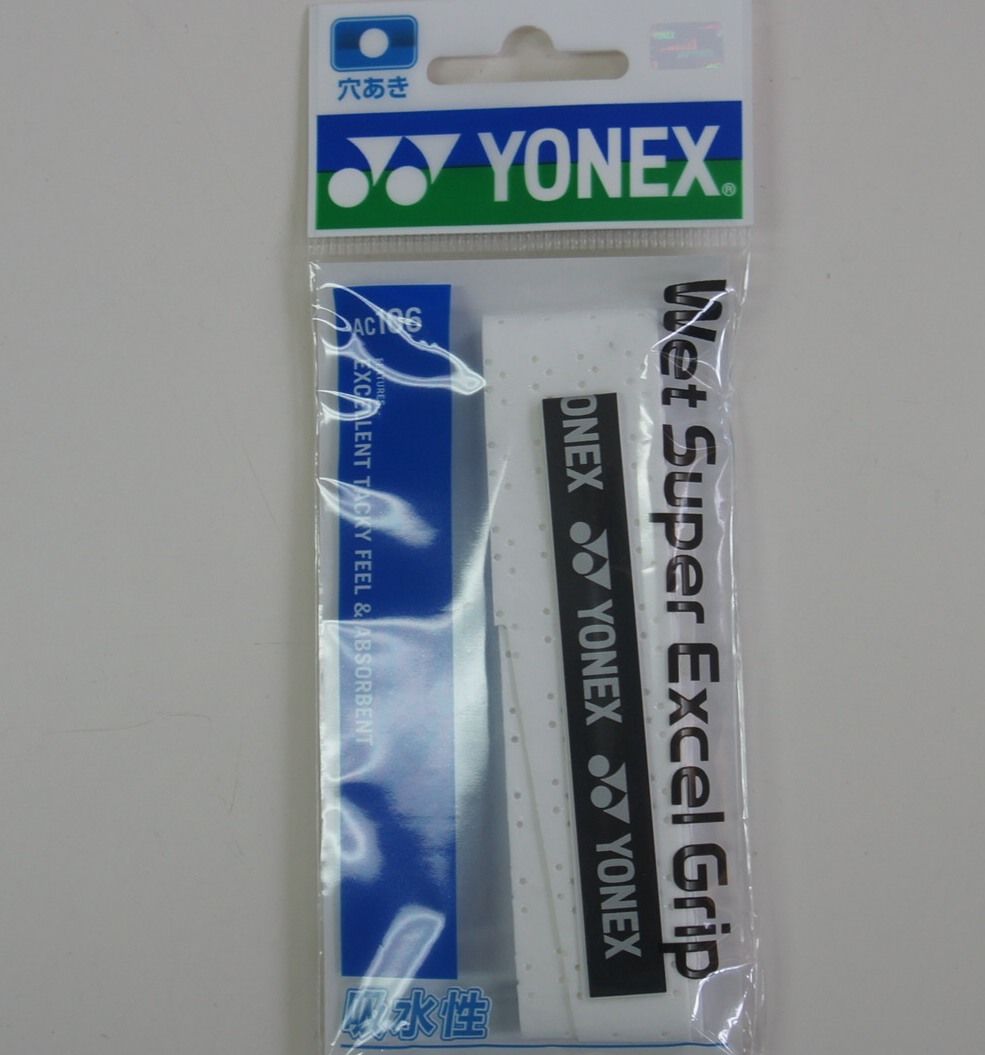 穴あき
YONEX®
AC106
FEATURES
EXCELLENT TACKY FEEL & ABSORBENT
Wet Super Excel Grip
YONEX
YONEX
YONEX
吸水性